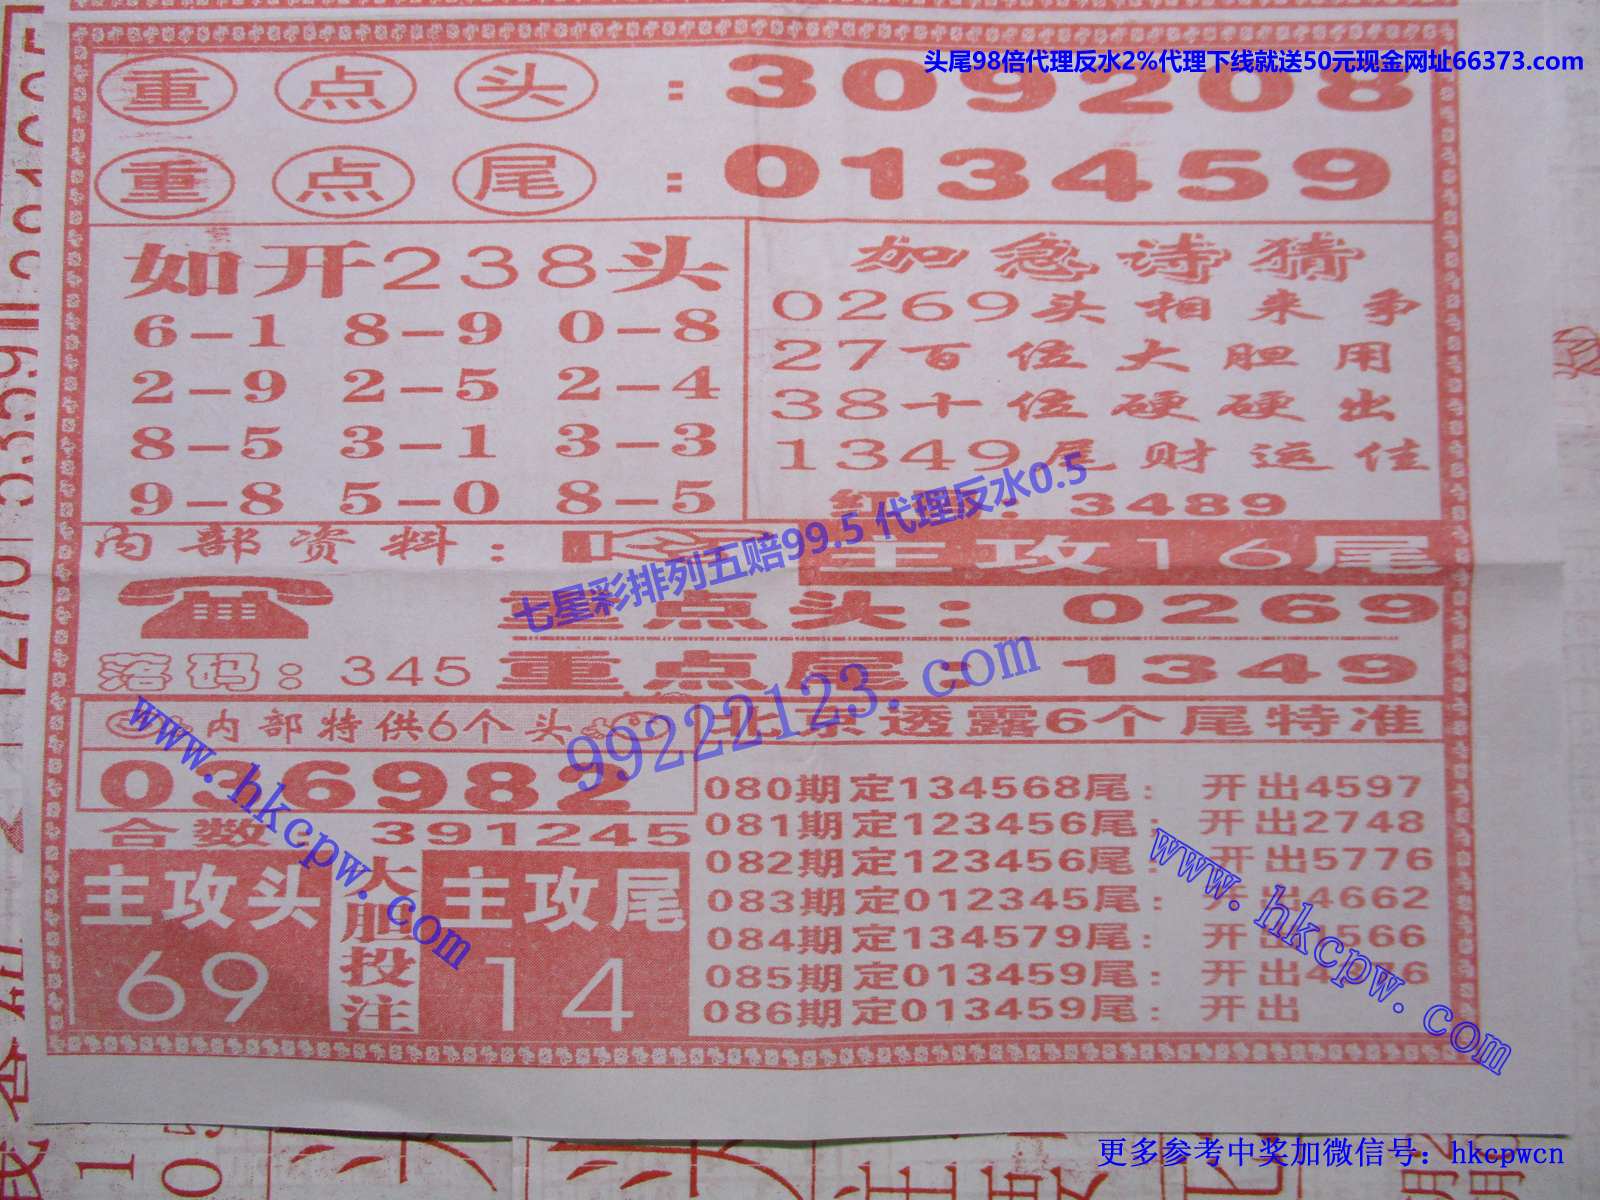 头尾98倍代理反水2%代理下线就送50元现金网址66373.com
重点头：309208
重点尾：013459
如开238头
6-1 8-9 0-8
2-9 2-5 2-4
8-5 3-1 3-3
9-8 5-0 8-5
加急诗猜
0269头相来争
27百位大胆用
38十位硬硬出
1349尾财运佳
3489
七星彩排列五赔99.5 代理反水0.5
内部资料：
主攻16尾
重点头：0269
落码：345
重点尾：1349
99222123.com
内部特供6个头
036982
合数：391245
主攻头
69
大胆投注
主攻尾
14
北京透露6个尾特准
080期定134568尾：开出4597
081期定123456尾：开出2748
082期定123456尾：开出5776
083期定012345尾：开出4662
084期定134579尾：开出566
085期定013459尾：开出
086期定013459尾：开出
www.hkcpw.com
www.hkcpw.com
更多参考中奖加微信号：hkcpwcn